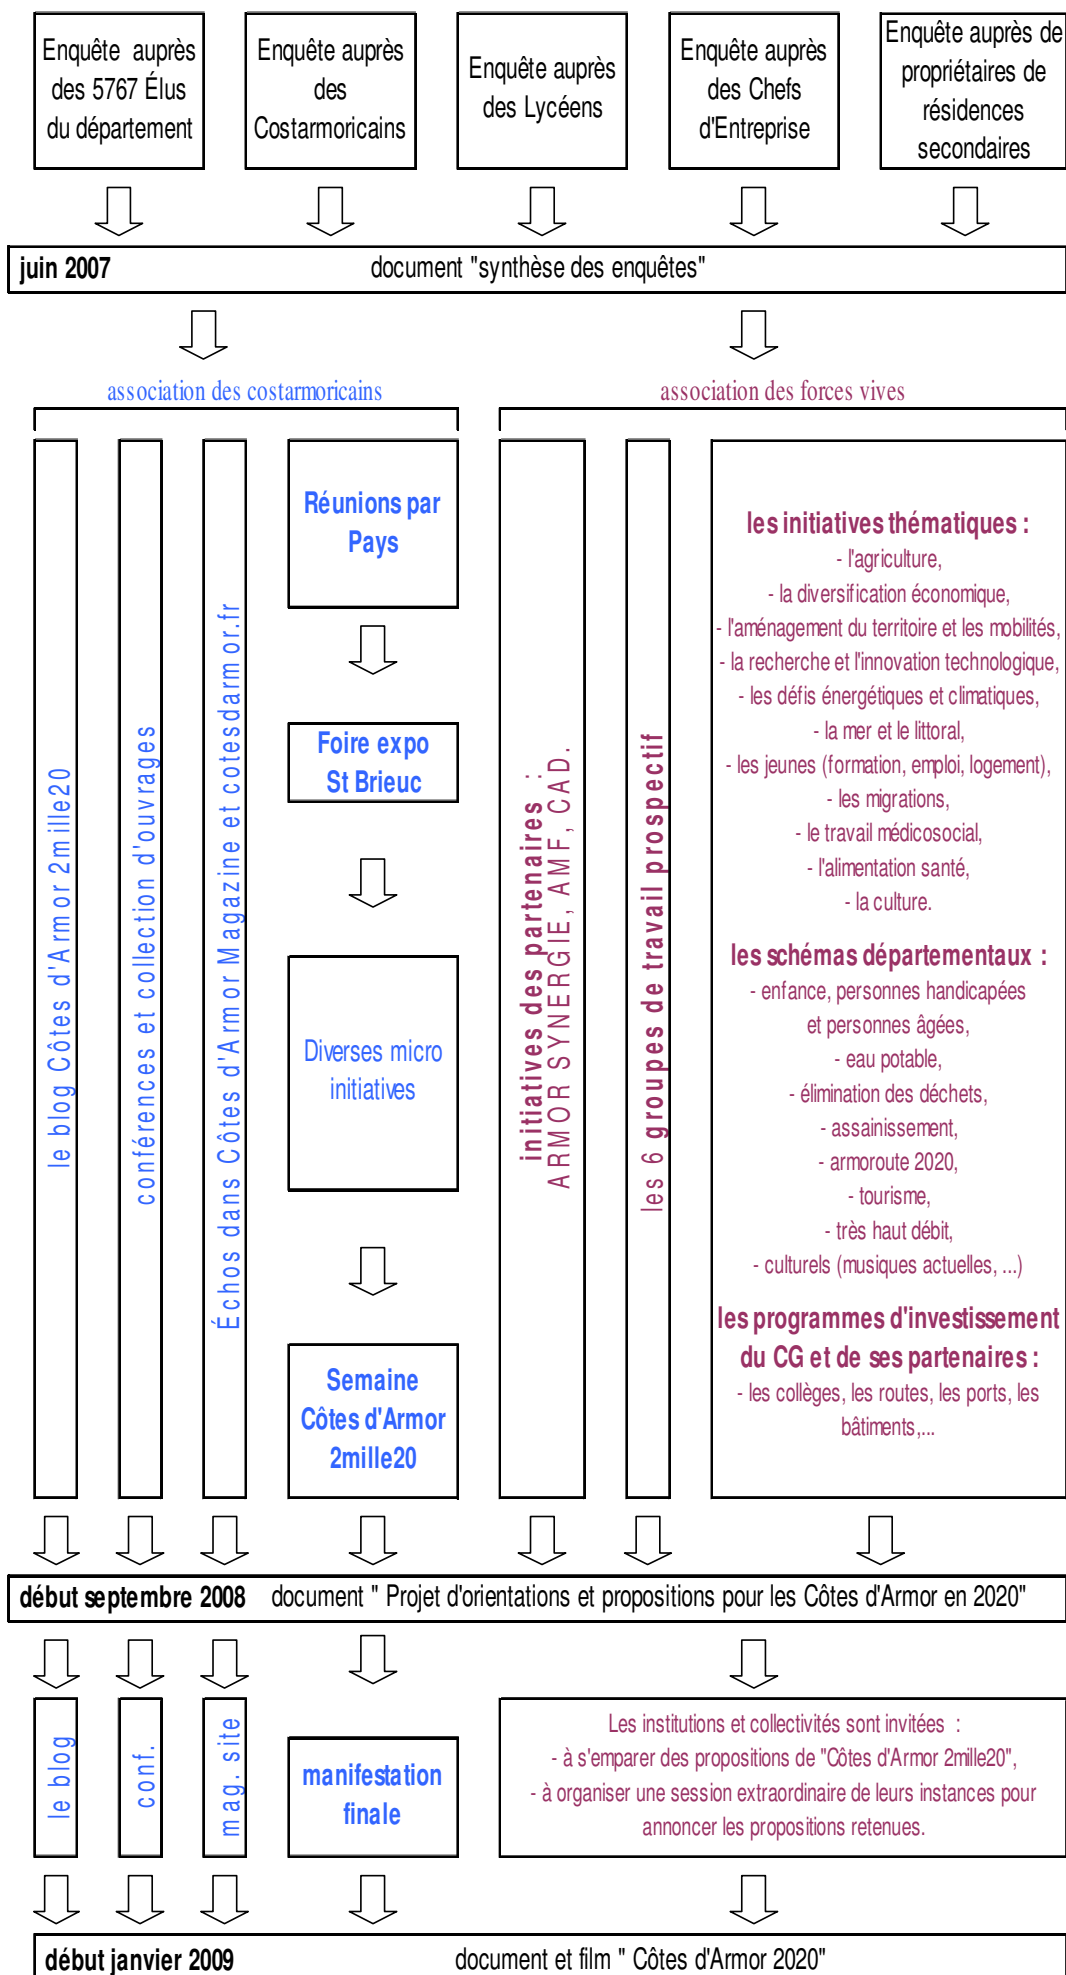 Enquête auprès
des 5767 Élus
du département
Enquête auprès
des
Costarmoricains
Enquête auprès
des Lycéens
Enquête auprès
des Chefs
d'Entreprise
Enquête auprès de
propriétaires de
résidences
secondaires
juin 2007 document "synthèse des enquêtes"
association des costarmoricains
association des forces vives
le blog Côtes d'Armor 2mille20
conférences et collection d'ouvrages
Échos dans Côtes d'Armor Magazine et cotesdarmor.fr
Réunions par
Pays
Foire expo
St Brieuc
Diverses micro
initiatives
Semaine
Côtes d'Armor
2mille20
initiatives des partenaires :
ARMOR SYNERGIE, AMF, CAD.
les 6 groupes de travail prospectif
les initiatives thématiques :
- l'agriculture,
- la diversification économique,
- l'aménagement du territoire et les mobilités,
- la recherche et l'innovation technologique,
- les défis énergétiques et climatiques,
- la mer et le littoral,
- les jeunes (formation, emploi, logement),
- les migrations,
- le travail médicosocial,
- l'alimentation santé,
- la culture.
les schémas départementaux :
- enfance, personnes handicapées
et personnes âgées,
- eau potable,
- élimination des déchets,
- assainissement,
- armoroute 2020,
- tourisme,
- très haut débit,
- culturels (musiques actuelles, ...)
les programmes d'investissement
du CG et de ses partenaires :
- les collèges, les routes, les ports, les
bâtiments,...
début septembre 2008 document " Projet d'orientations et propositions pour les Côtes d'Armor en 2020"
le blog
conf.
mag. site
manifestation
finale
Les institutions et collectivités sont invitées :
- à s'emparer des propositions de "Côtes d'Armor 2mille20",
- à organiser une session extraordinaire de leurs instances pour
annoncer les propositions retenues.
début janvier 2009 document et film " Côtes d'Armor 2020"